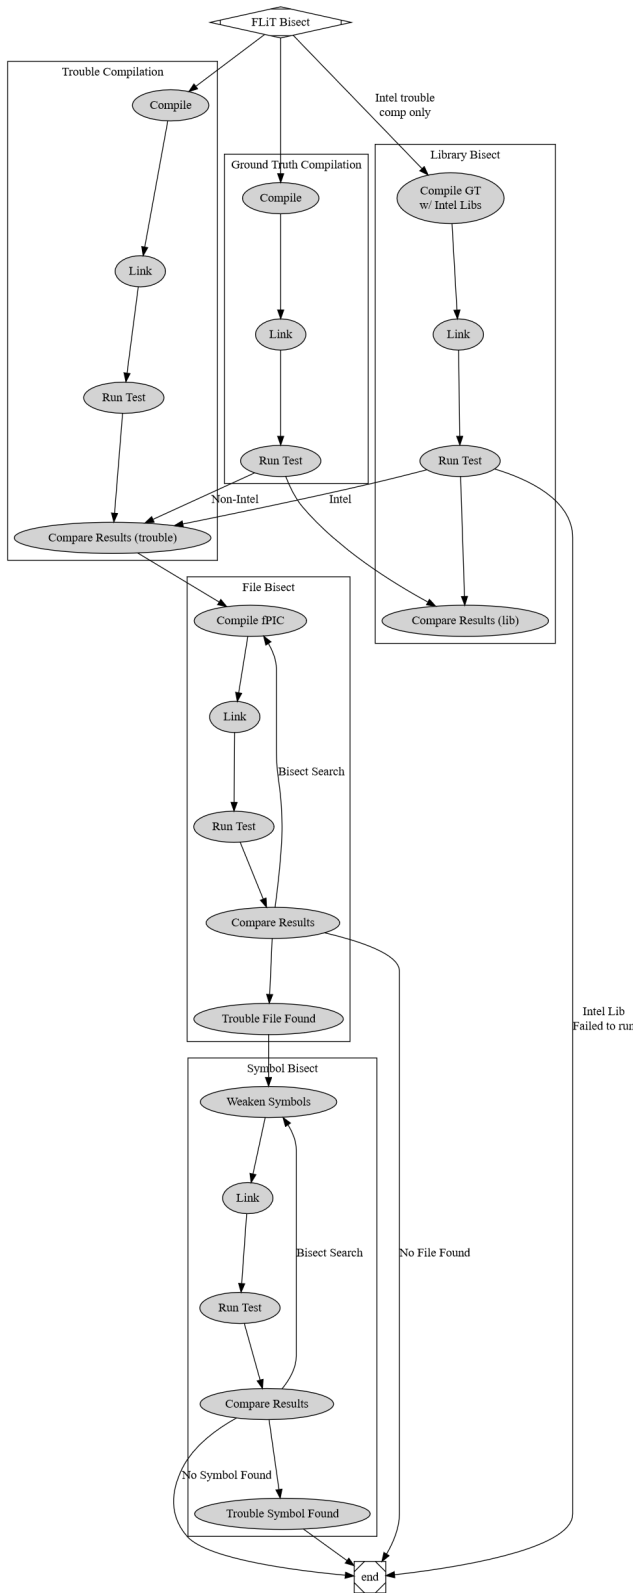 FLiT Bisect
Trouble Compilation
Compile
Intel trouble
comp only
Ground Truth Compilation
Library Bisect
Compile
Compile GT
w/ Intel Libs
Link
Link
Link
Run Test
Run Test
Run Test
Non-Intel
Intel
Compare Results (trouble)
File Bisect
Compile fPIC
Compare Results (lib)
Link
Bisect Search
Run Test
Compare Results
Trouble File Found
Intel Lib
Failed to run
Symbol Bisect
Weaken Symbols
Link
Bisect Search
No File Found
Run Test
Compare Results
No Symbol Found
Trouble Symbol Found
end